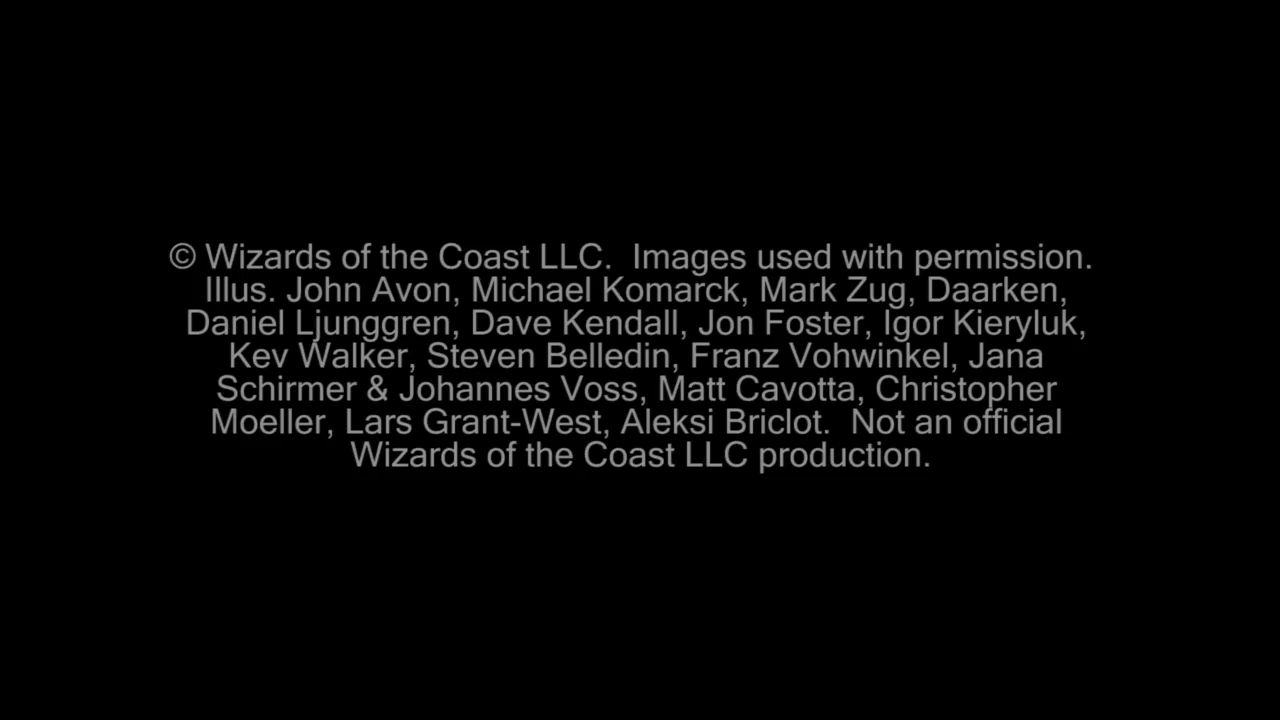 © Wizards of the Coast LLC.  Images used with permission.
Illus. John Avon, Michael Komarck, Mark Zug, Daarken,
Daniel Ljunggren, Dave Kendall, Jon Foster, Igor Kieryluk,
Kev Walker, Steven Belledin, Franz Vohwinkel, Jana
Schirmer & Johannes Voss, Matt Cavotta, Christopher
Moeller, Lars Grant-West, Aleksi Briclot.  Not an official
Wizards of the Coast LLC production.